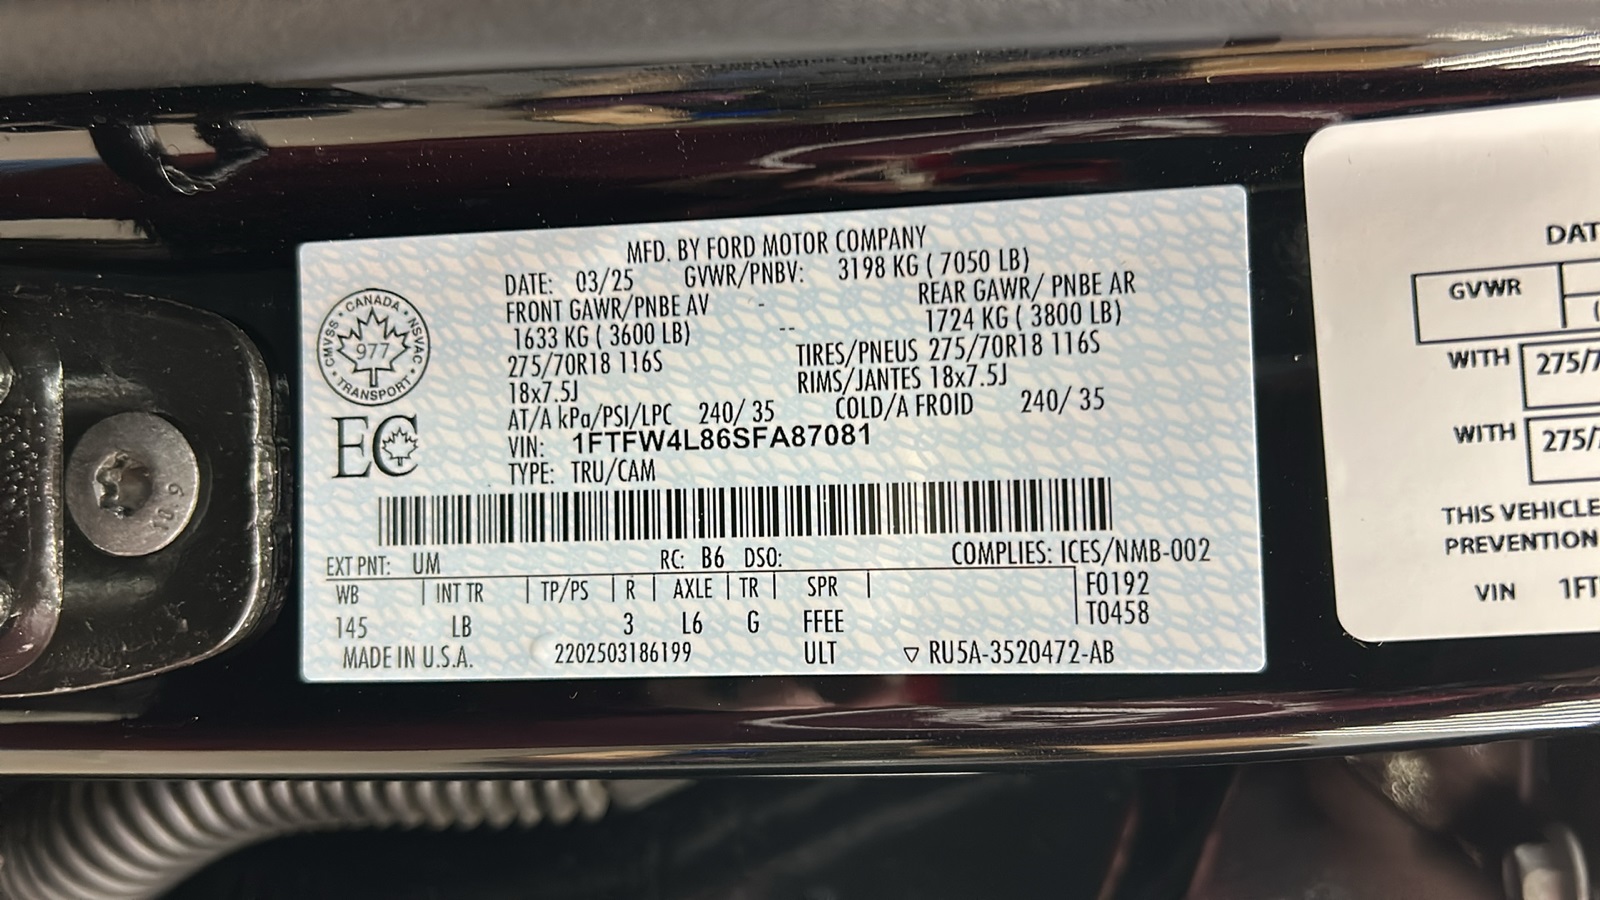 MFD. BY FORD MOTOR COMPANY
DATE: 03/25 GVWR/PNBV: 3198 KG ( 7050 LB)
FRONT GAWR/PNBE AV - REAR GAWR/ PNBE AR
1633 KG ( 3600 LB) -- 1724 KG ( 3800 LB)
275/70R18 116S TIRES/PNEUS 275/70R18 116S
18x7.5J RIMS/JANTES 18x7.5J
AT/A kPa/PSI/LPC 240/ 35 COLD/A FROID 240/ 35
VIN: 1FTFW4L86SFA87081
TYPE: TRU/CAM
CANADA
CMVSS 977 NSVAC
TRANSPORT
EC
EXT PNT: UM RC: B6 DSO: COMPLIES: ICES/NMB-002
WB INT TR TP/PS R AXLE TR SPR F0192
145 LB 3 L6 G FFEE T0458
MADE IN U.S.A. 2202503186199 ULT ▽ RU5A-3520472-AB
10.9
DAT
GVWR (
WITH 275/7
WITH 275/7
THIS VEHICLE
PREVENTION
VIN 1FT